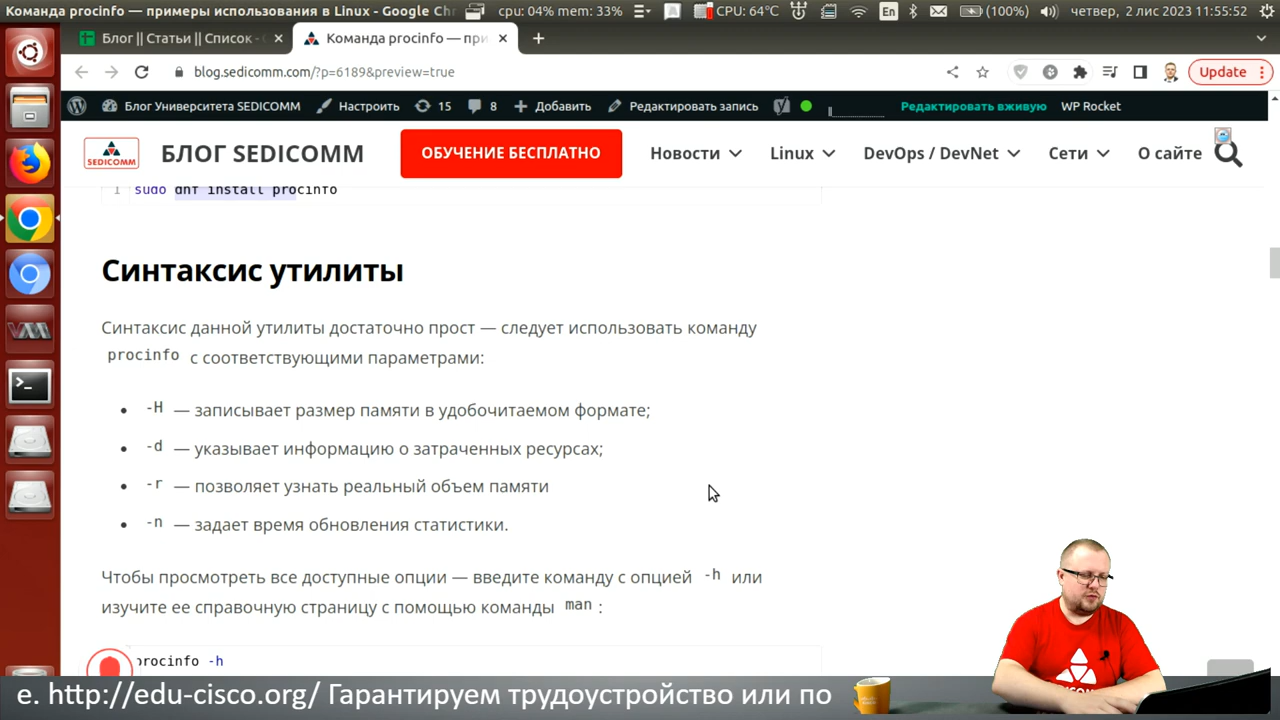 Команда procinfo — примеры использования в Linux - Google Chr
cpu: 04% mem: 33%
CPU: 64°C
En
(100%)
четверг, 2 лис 2023 11:55:52
Блог || Статьи || Список -
Команда procinfo — при
blog.sedicomm.com/?p=6189&preview=true
Update
Блог Университета SEDICOMM
Настроить
15
8
Добавить
Редактировать запись
Редактировать вживую
WP Rocket
SEDICOMM
БЛОГ SEDICOMM
ОБУЧЕНИЕ БЕСПЛАТНО
Новости
Linux
DevOps / DevNet
Сети
О сайте
1 sudo dnf install procinfo
Синтаксис утилиты
Синтаксис данной утилиты достаточно прост — следует использовать команду
procinfo с соответствующими параметрами:
-H — записывает размер памяти в удобочитаемом формате;
-d — указывает информацию о затраченных ресурсах;
-r — позволяет узнать реальный объем памяти
-n — задает время обновления статистики.
Чтобы просмотреть все доступные опции — введите команду с опцией -h или
изучите ее справочную страницу с помощью команды man :
procinfo -h
е. http://edu-cisco.org/ Гарантируем трудоустройство или по